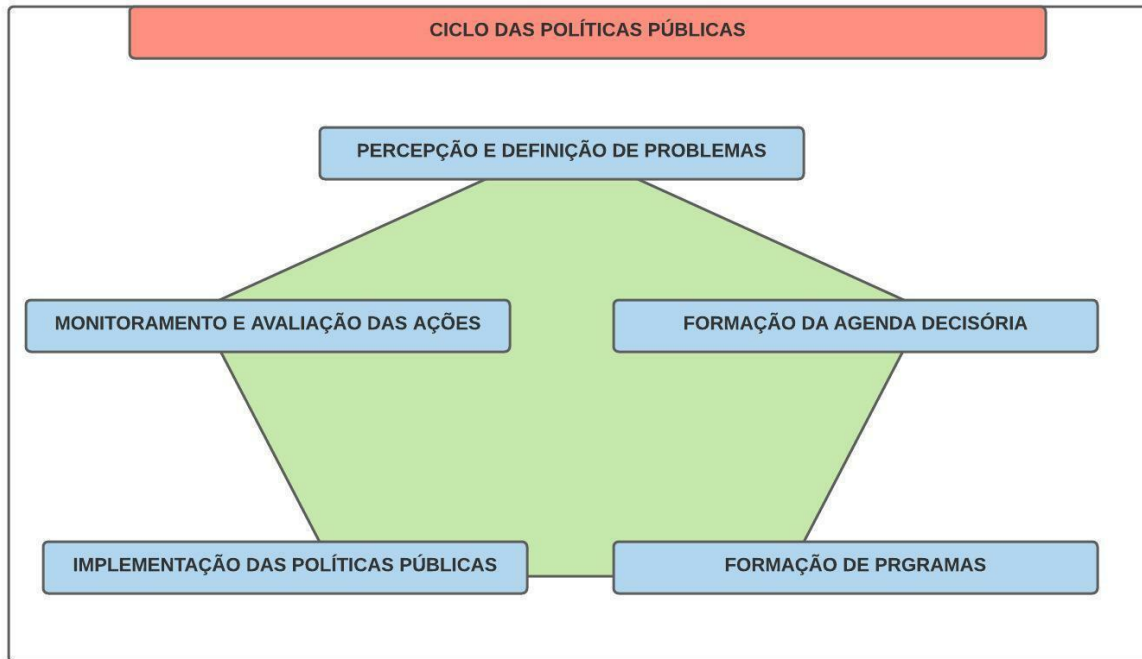 CICLO DAS POLÍTICAS PÚBLICAS
PERCEPÇÃO E DEFINIÇÃO DE PROBLEMAS
MONITORAMENTO E AVALIAÇÃO DAS AÇÕES
FORMAÇÃO DA AGENDA DECISÓRIA
IMPLEMENTAÇÃO DAS POLÍTICAS PÚBLICAS
FORMAÇÃO DE PRGRAMAS